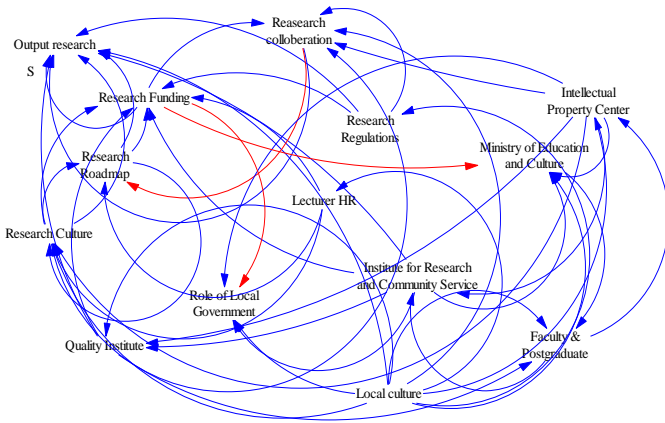 Reasearch
colloberation
Output research
S
Research Funding
Intellectual
Property Center
Research
Regulations
Ministry of Education
and Culture
Research
Roadmap
Lecturer HR
Research Culture
Institute for Research
and Community Service
Role of Local
Government
Quality Institute
Faculty &
Postgraduate
Local culture